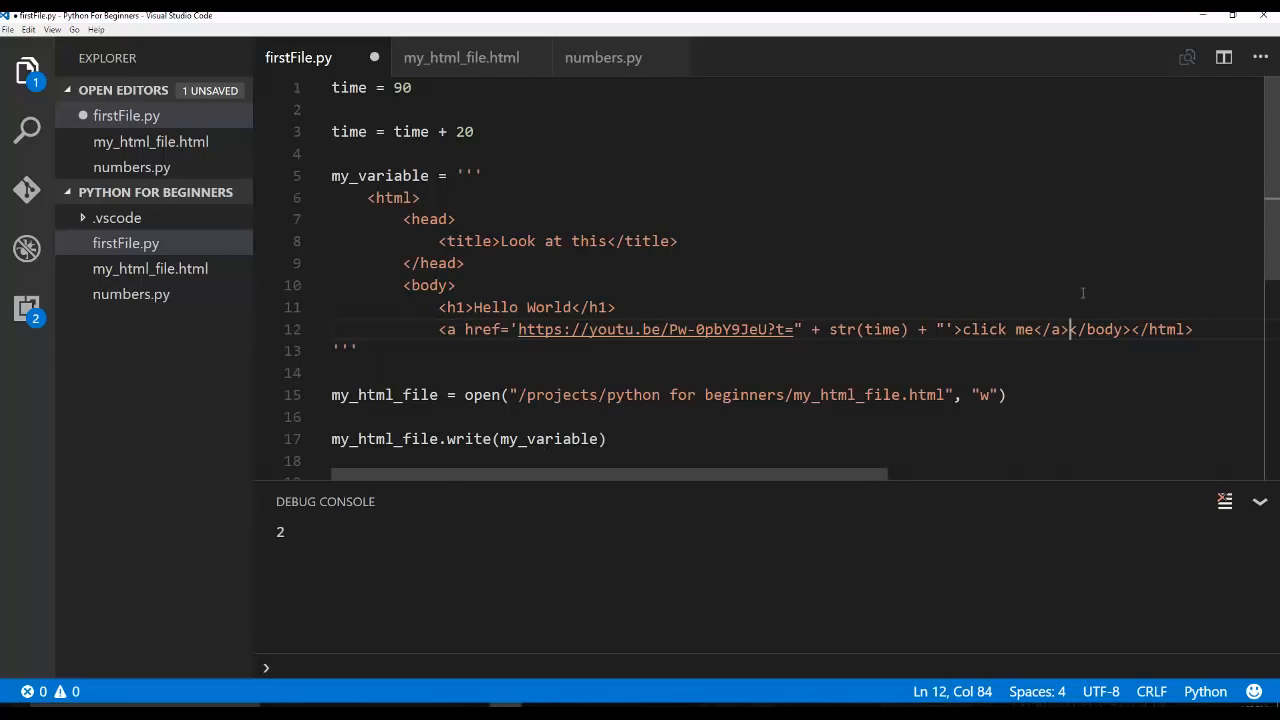 firstFile.py - Python For Beginners - Visual Studio Code
File Edit View Go Help
EXPLORER
OPEN EDITORS 1 UNSAVED
firstFile.py
my_html_file.html
numbers.py
PYTHON FOR BEGINNERS
.vscode
firstFile.py
my_html_file.html
numbers.py
1
2
firstFile.py my_html_file.html numbers.py
1 time = 90
2
3 time = time + 20
4
5 my_variable = '''
6 <html>
7 <head>
8 <title>Look at this</title>
9 </head>
10 <body>
11 <h1>Hello World</h1>
12 <a href='https://youtu.be/Pw-0pbY9JeU?t=" + str(time) + "'>click me</a></body></html>
13 '''
14
15 my_html_file = open("/projects/python for beginners/my_html_file.html", "w")
16
17 my_html_file.write(my_variable)
18
DEBUG CONSOLE
2
0 0 Ln 12, Col 84 Spaces: 4 UTF-8 CRLF Python